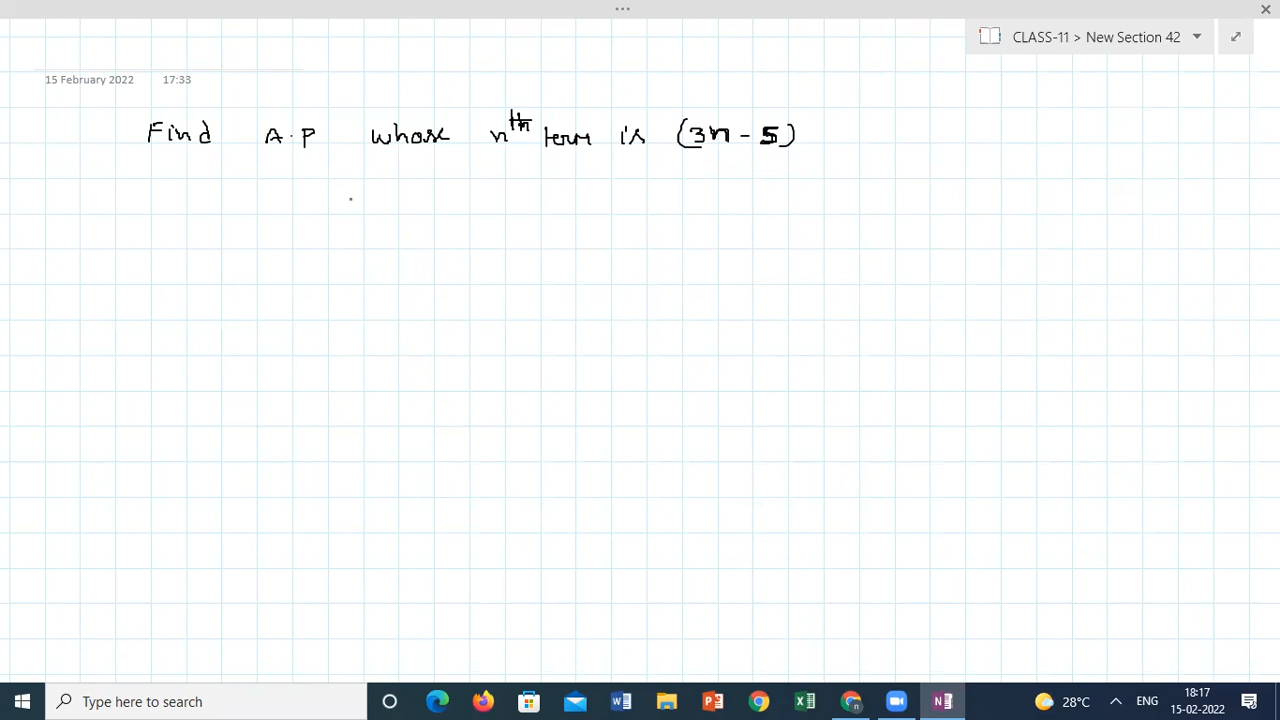 CLASS-11 > New Section 42
15 February 2022 17:33
Find A.P whose nth term is (3n - 5)
Type here to search
28°C ENG 18:17
15-02-2022